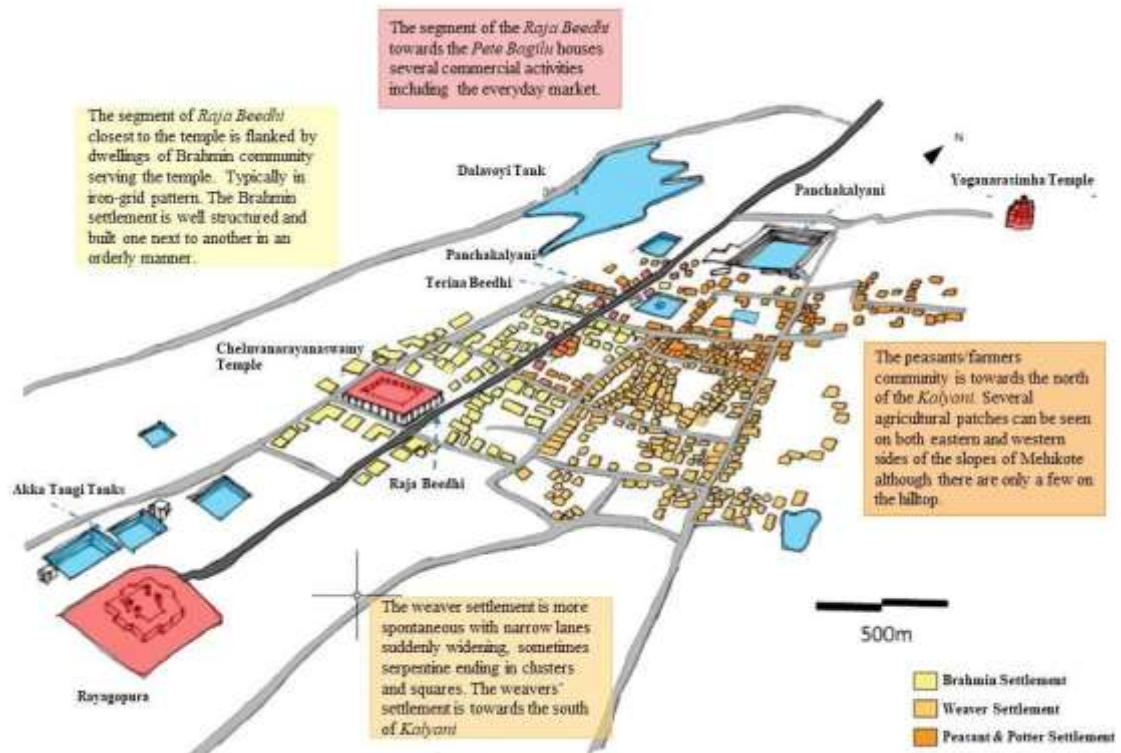 The segment of the Raja Beedhi
towards the Pete Bagilu houses
several commercial activities
including the everyday market.
The segment of Raja Beedhi
closest to the temple is flanked by
dwellings of Brahmin community
serving the temple. Typically in
iron-grid pattern. The Brahmin
settlement is well structured and
built one next to another in an
orderly manner.
N
Dalavoyi Tank
Panchakalyani
Yoganarasimha Temple
Panchakalyani
Terina Beedhi
Cheluvanarayanaswamy
Temple
The peasants/farmers
community is towards the north
of the Kalyani. Several
agricultural patches can be seen
on both eastern and western
sides of the slopes of Melukote
although there are only a few on
the hilltop.
Akka Tangi Tanks
Raja Beedhi
The weaver settlement is more
spontaneous with narrow lanes
suddenly widening, sometimes
serpentine ending in clusters
and squares. The weavers'
settlement is towards the south
of Kalyani
500m
Rayagopura
Brahmin Settlement
Weaver Settlement
Peasant & Potter Settlement